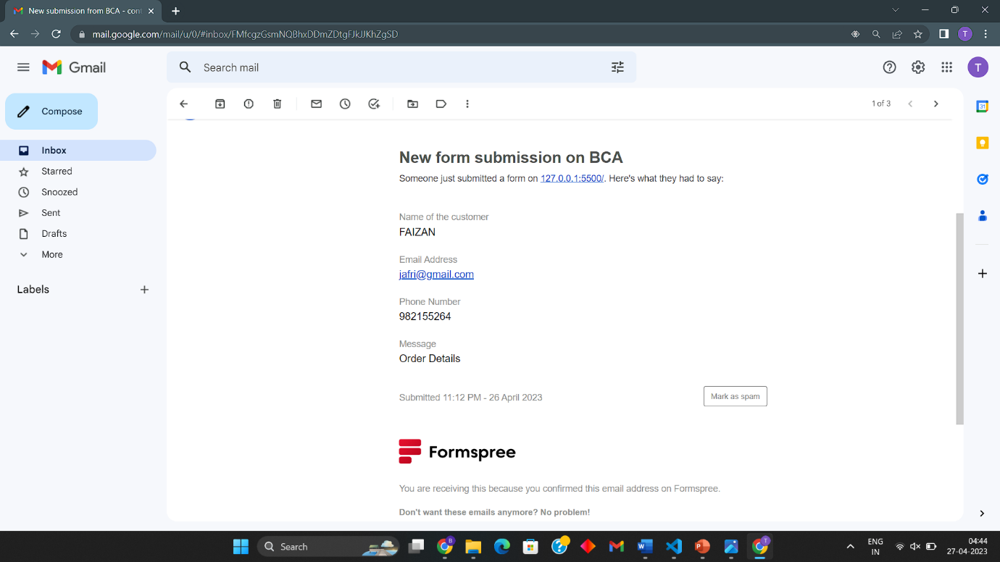 New submission from BCA - cont
mail.google.com/mail/u/0/#inbox/FMfcgzGsmNQBhxDDmZDtgFJkJJKhZgSD
T
Gmail
Search mail
T
Compose
1 of 3
31
Inbox
Starred
Snoozed
Sent
Drafts
More
Labels
New form submission on BCA
Someone just submitted a form on 127.0.0.1:5500/. Here's what they had to say:
Name of the customer
FAIZAN
Email Address
jafri@gmail.com
Phone Number
982155264
Message
Order Details
Submitted 11:12 PM - 26 April 2023
Mark as spam
Formspree
You are receiving this because you confirmed this email address on Formspree.
Don't want these emails anymore? No problem!
Search
B
W
P
T
ENG
IN
04:44
27-04-2023